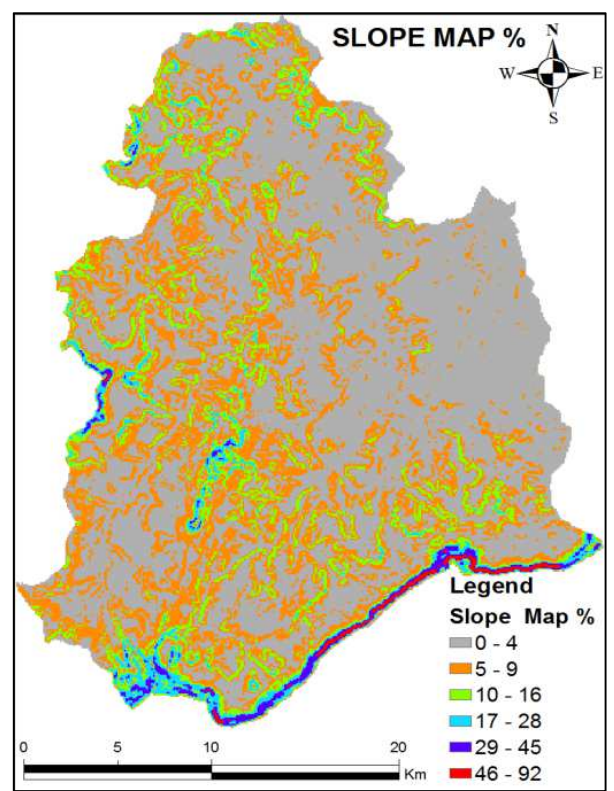 SLOPE MAP %
N
W E
S
Legend
Slope Map %
0 - 4
5 - 9
10 - 16
17 - 28
29 - 45
46 - 92
0 5 10 20
Km